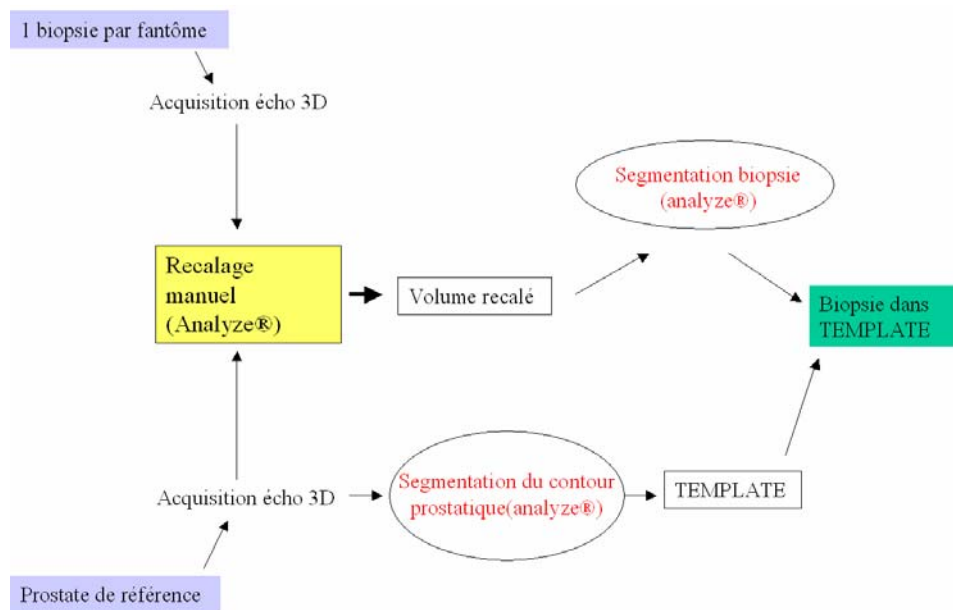 1 biopsie par fantôme
Acquisition écho 3D
Segmentation biopsie
(analyze®)
Recalage
manuel
(Analyze®)
Volume recalé
Biopsie dans
TEMPLATE
Acquisition écho 3D
Segmentation du contour
prostatique(analyze®)
TEMPLATE
Prostate de référence